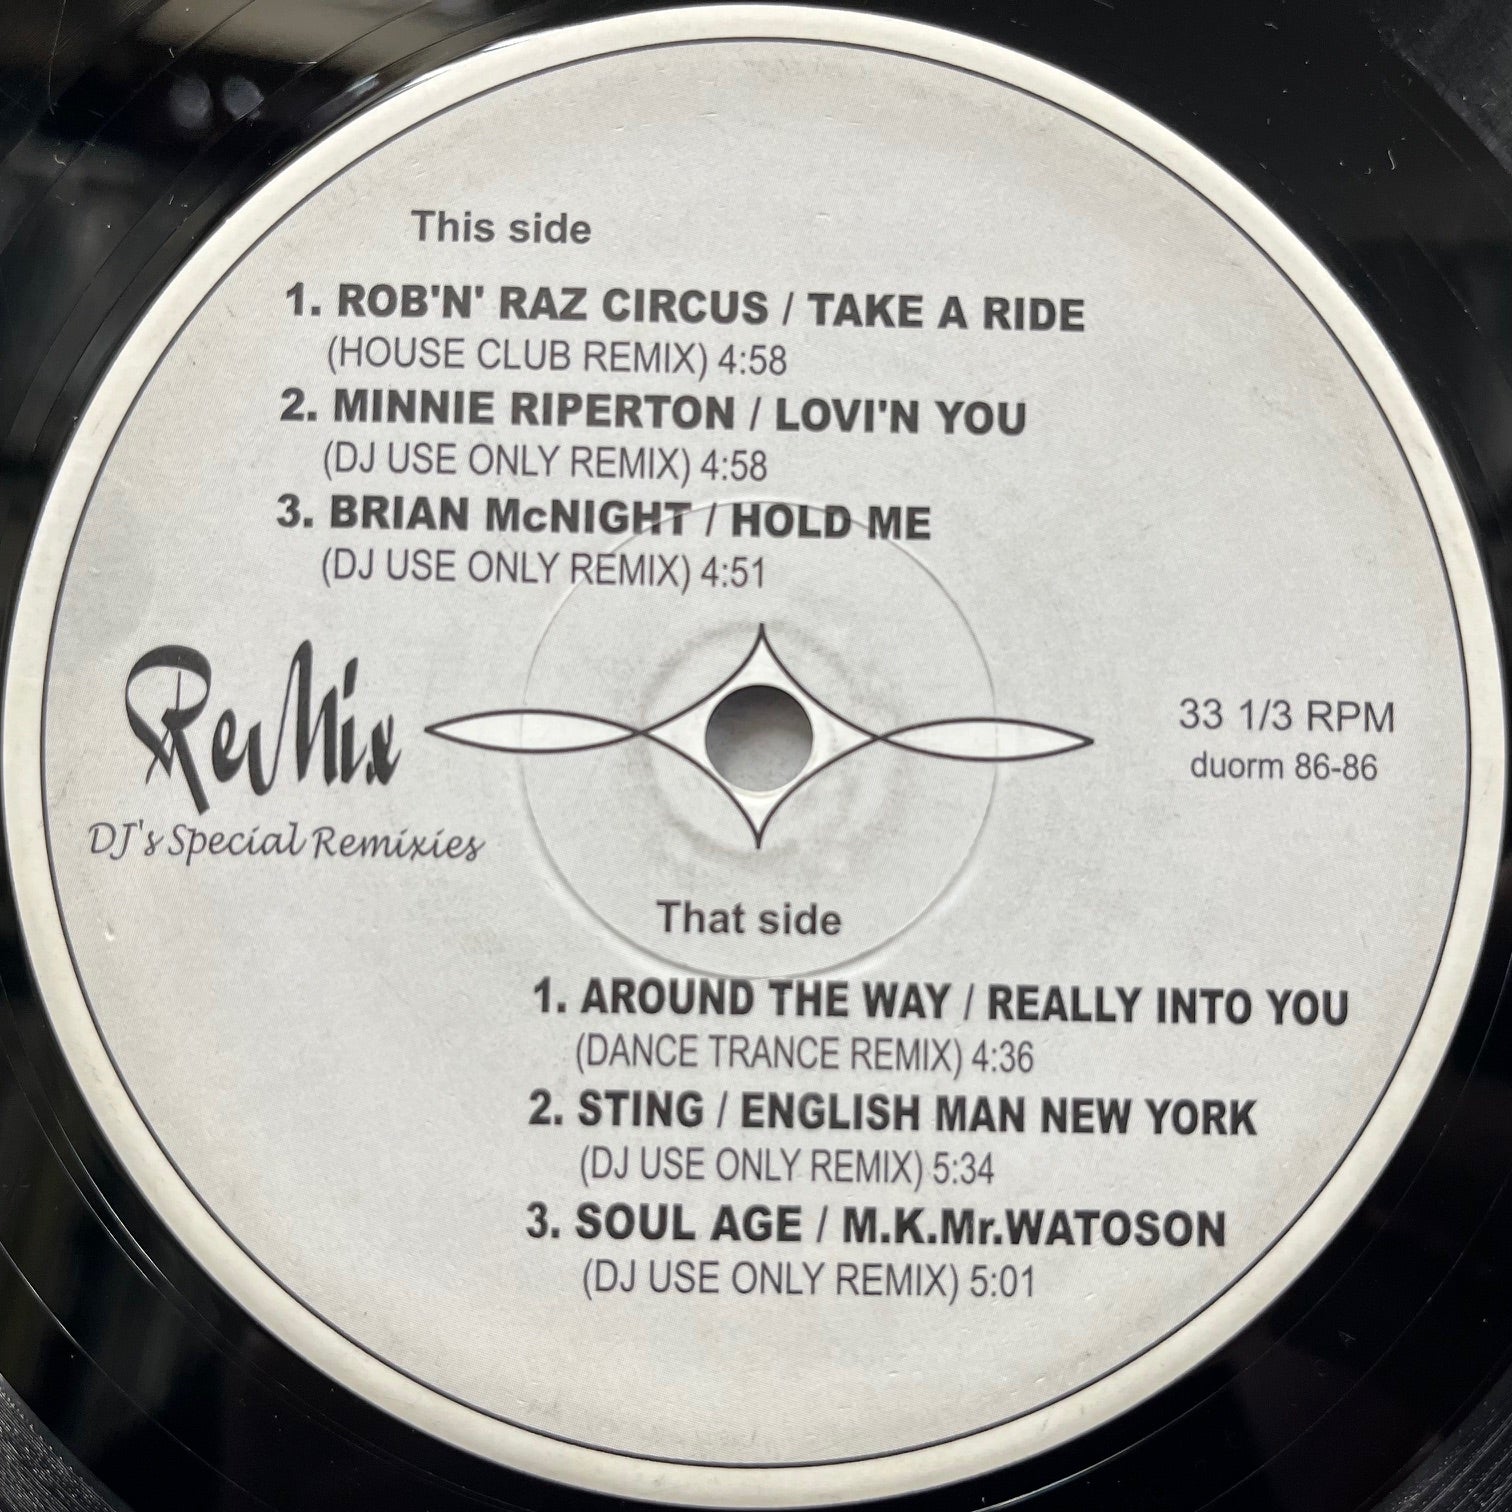 This side
1. ROB'N' RAZ CIRCUS / TAKE A RIDE
(HOUSE CLUB REMIX) 4:58
2. MINNIE RIPERTON / LOVI'N YOU
(DJ USE ONLY REMIX) 4:58
3. BRIAN McNIGHT / HOLD ME
(DJ USE ONLY REMIX) 4:51
ReMix
DJ's Special Remixies
33 1/3 RPM
duorm 86-86
That side
1. AROUND THE WAY / REALLY INTO YOU
(DANCE TRANCE REMIX) 4:36
2. STING / ENGLISH MAN NEW YORK
(DJ USE ONLY REMIX) 5:34
3. SOUL AGE / M.K.Mr.WATOSON
(DJ USE ONLY REMIX) 5:01